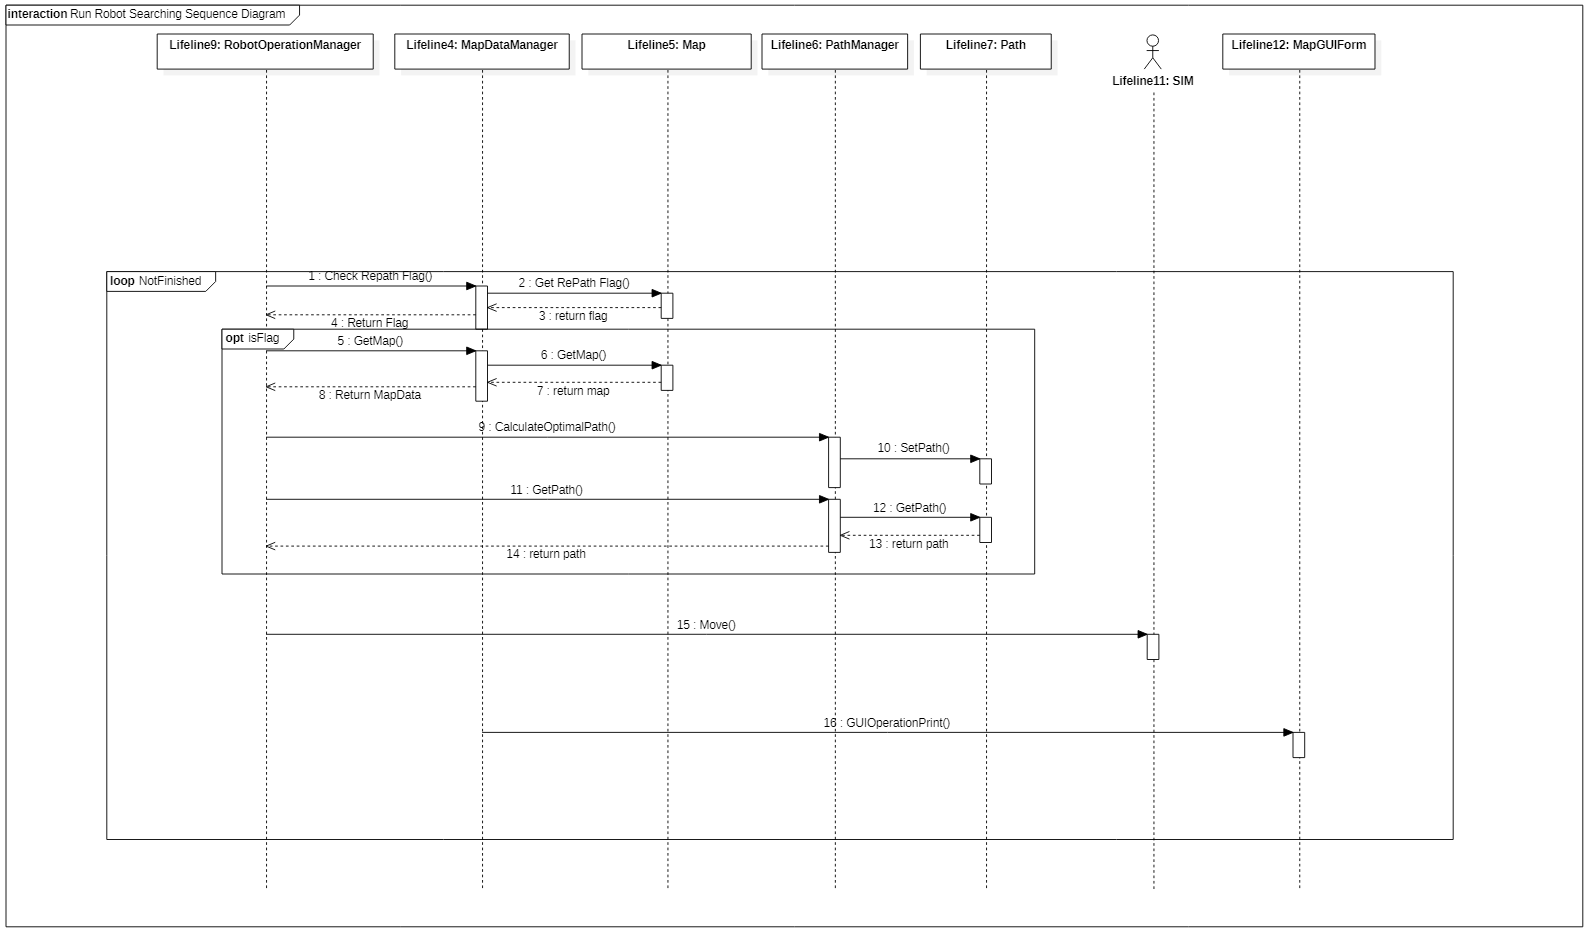 interaction Run Robot Searching Sequence Diagram
Lifeline9: RobotOperationManager
Lifeline4: MapDataManager
Lifeline5: Map
Lifeline6: PathManager
Lifeline7: Path
Lifeline11: SIM
Lifeline12: MapGUIForm
loop NotFinished
1 : Check Repath Flag()
2 : Get RePath Flag()
3 : return flag
4 : Return Flag
opt isFlag
5 : GetMap()
6 : GetMap()
7 : return map
8 : Return MapData
9 : CalculateOptimalPath()
10 : SetPath()
11 : GetPath()
12 : GetPath()
13 : return path
14 : return path
15 : Move()
16 : GUIOperationPrint()